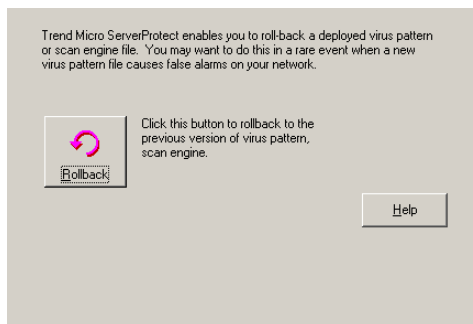 Trend Micro ServerProtect enables you to roll-back a deployed virus pattern
or scan engine file. You may want to do this in a rare event when a new
virus pattern file causes false alarms on your network.
Click this button to rollback to the
previous version of virus pattern,
scan engine.
Rollback
Help